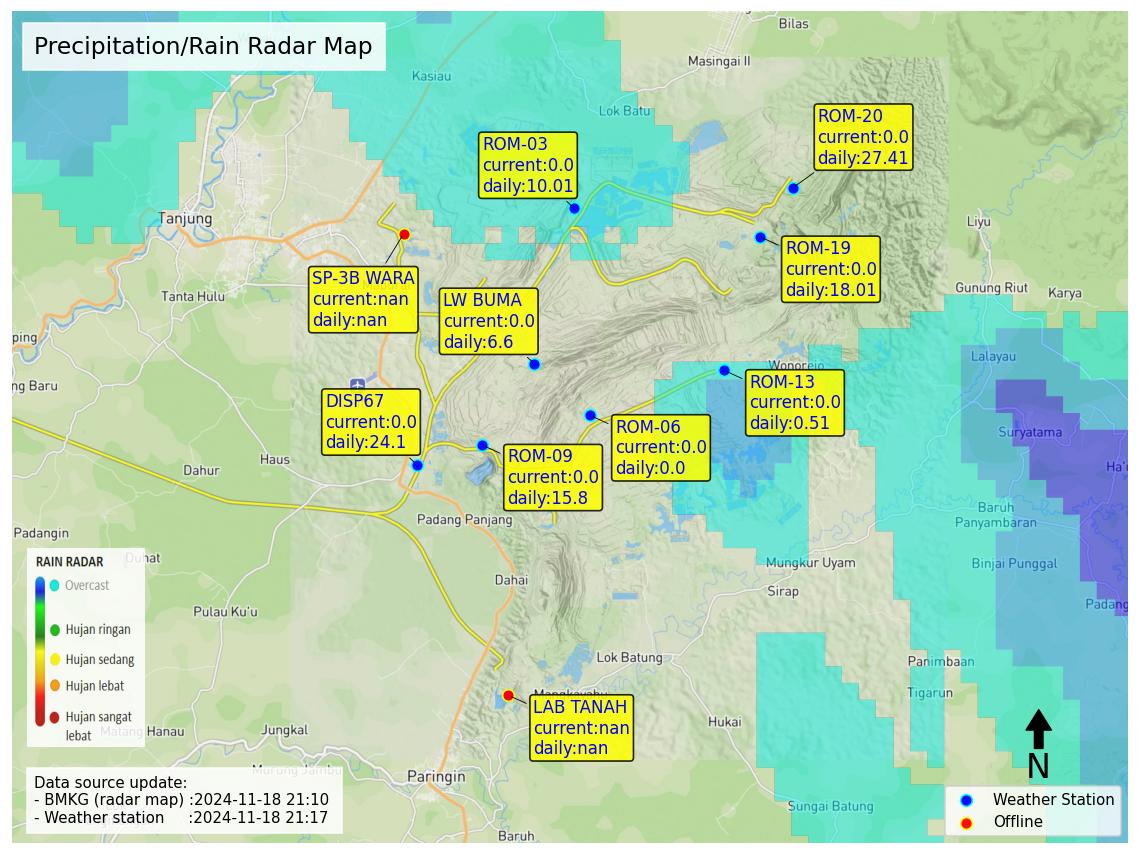 Precipitation/Rain Radar Map
Bilas
Masingai II
Kasiau
Lok Batu
ROM-20
current:0.0
daily:27.41
ROM-03
current:0.0
daily:10.01
Tanjung
Liyu
ROM-19
current:0.0
daily:18.01
SP-3B WARA
current:nan
daily:nan
Tanta Hulu
LW BUMA
current:0.0
daily:6.6
Gunung Riut
Karya
ping
Lalayau
Wonorejo
ng Baru
ROM-13
current:0.0
daily:0.51
DISP67
current:0.0
daily:24.1
ROM-06
current:0.0
daily:0.0
Suryatama
Haus
Dahur
ROM-09
current:0.0
daily:15.8
Ha'u
Padang Panjang
Baruh
Panyambaran
Padangin
Duhat
Mungkur Uyam
Binjai Punggal
Dahai
Sirap
Padang
Pulau Ku'u
RAIN RADAR
Overcast
Hujan ringan
Hujan sedang
Hujan lebat
Hujan sangat
lebat
Lok Batung
Panimbaan
Tigarun
Mangkayahu
LAB TANAH
current:nan
daily:nan
Hukai
Matang Hanau
Jungkal
Murung Jambu
Paringin
Sungai Batung
Baruh
N
Data source update:
- BMKG (radar map) :2024-11-18 21:10
- Weather station :2024-11-18 21:17
Weather Station
Offline